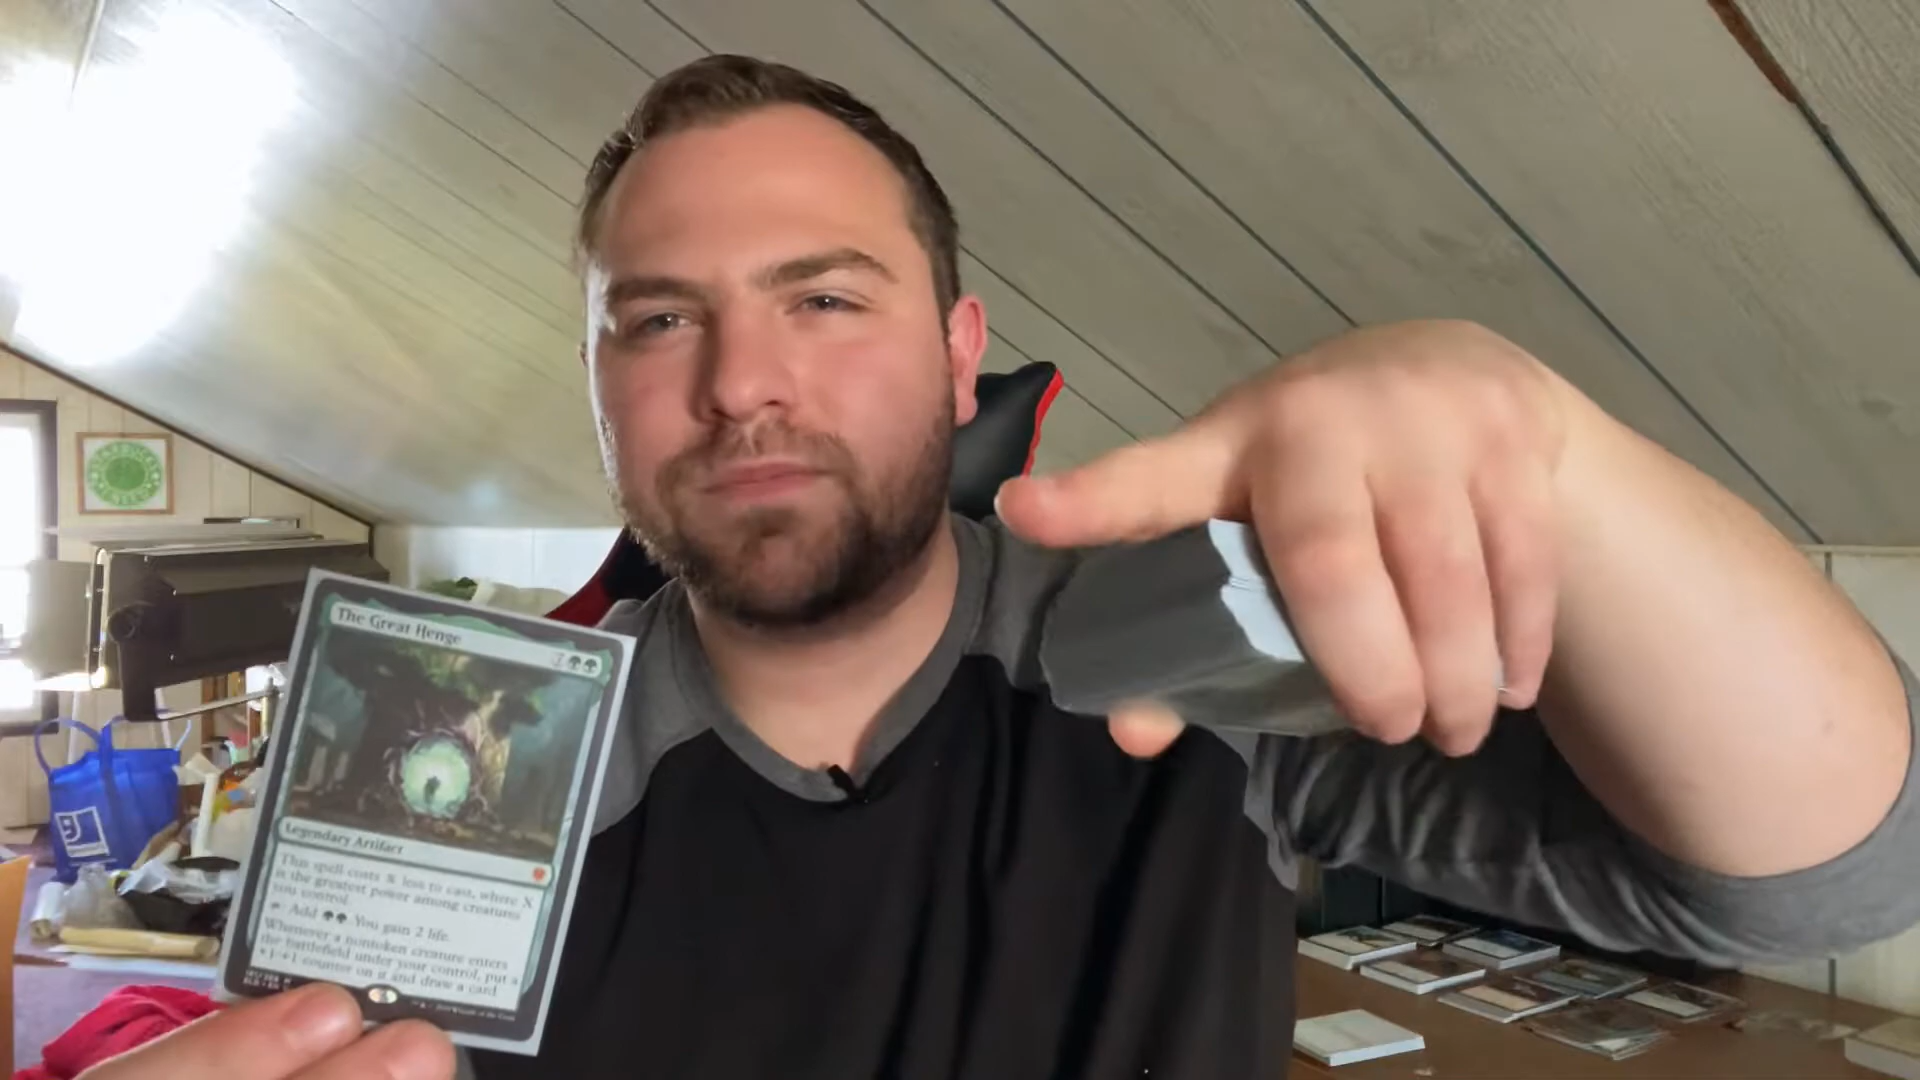 The Great Henge
7
Legendary Artifact
This spell costs X less to cast, where X
is the greatest power among creatures
you control.
: Add . You gain 2 life.
Whenever a nontoken creature enters
the battlefield under your control, put a
+1/+1 counter on it and draw a card.